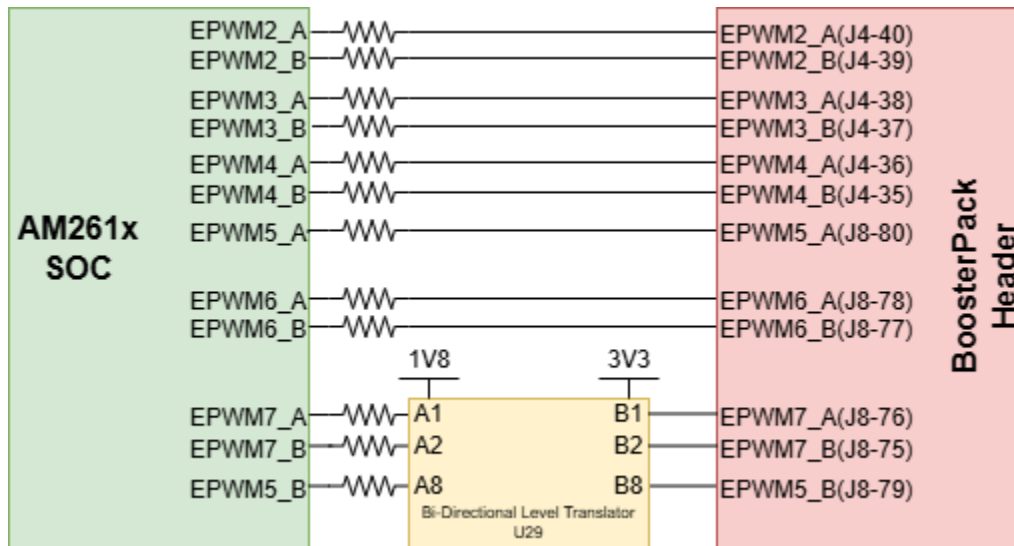 EPWM2_A
EPWM2_A(J4-40)
EPWM2_B
EPWM2_B(J4-39)
EPWM3_A
EPWM3_A(J4-38)
EPWM3_B
EPWM3_B(J4-37)
EPWM4_A
EPWM4_A(J4-36)
EPWM4_B
EPWM4_B(J4-35)
AM261x
SOC
EPWM5_A
EPWM5_A(J8-80)
BoosterPack
Header
EPWM6_A
EPWM6_A(J8-78)
EPWM6_B
EPWM6_B(J8-77)
1V8
3V3
EPWM7_A
A1
B1
EPWM7_A(J8-76)
EPWM7_B
A2
B2
EPWM7_B(J8-75)
EPWM5_B
A8
B8
EPWM5_B(J8-79)
Bi-Directional Level Translator
U29